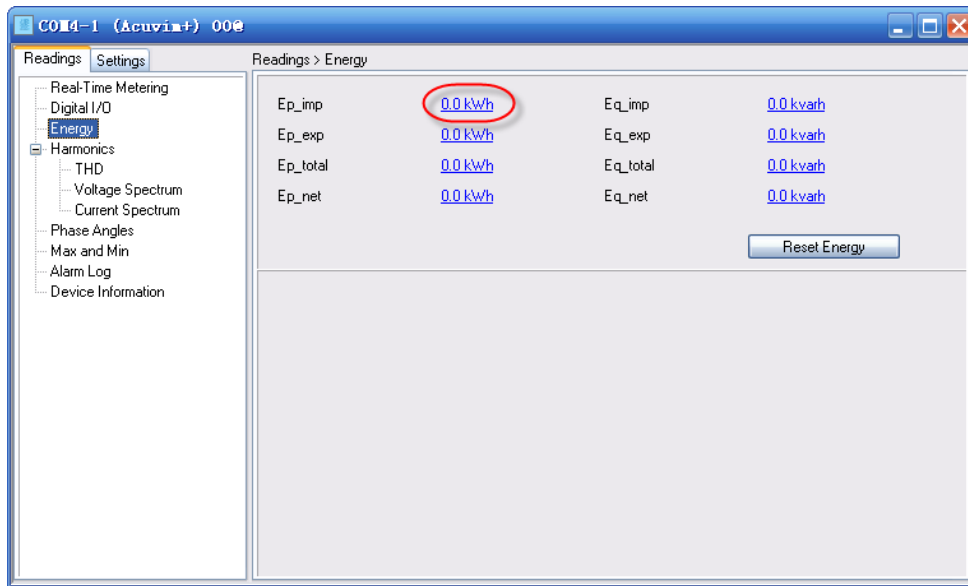 COM4-1 (Acuvim+) 00@
Readings Settings
Readings > Energy
Real-Time Metering
Digital I/O
Energy
Harmonics
THD
Voltage Spectrum
Current Spectrum
Phase Angles
Max and Min
Alarm Log
Device Information
Ep_imp 0.0 kWh Eq_imp 0.0 kvarh
Ep_exp 0.0 kWh Eq_exp 0.0 kvarh
Ep_total 0.0 kWh Eq_total 0.0 kvarh
Ep_net 0.0 kWh Eq_net 0.0 kvarh
Reset Energy